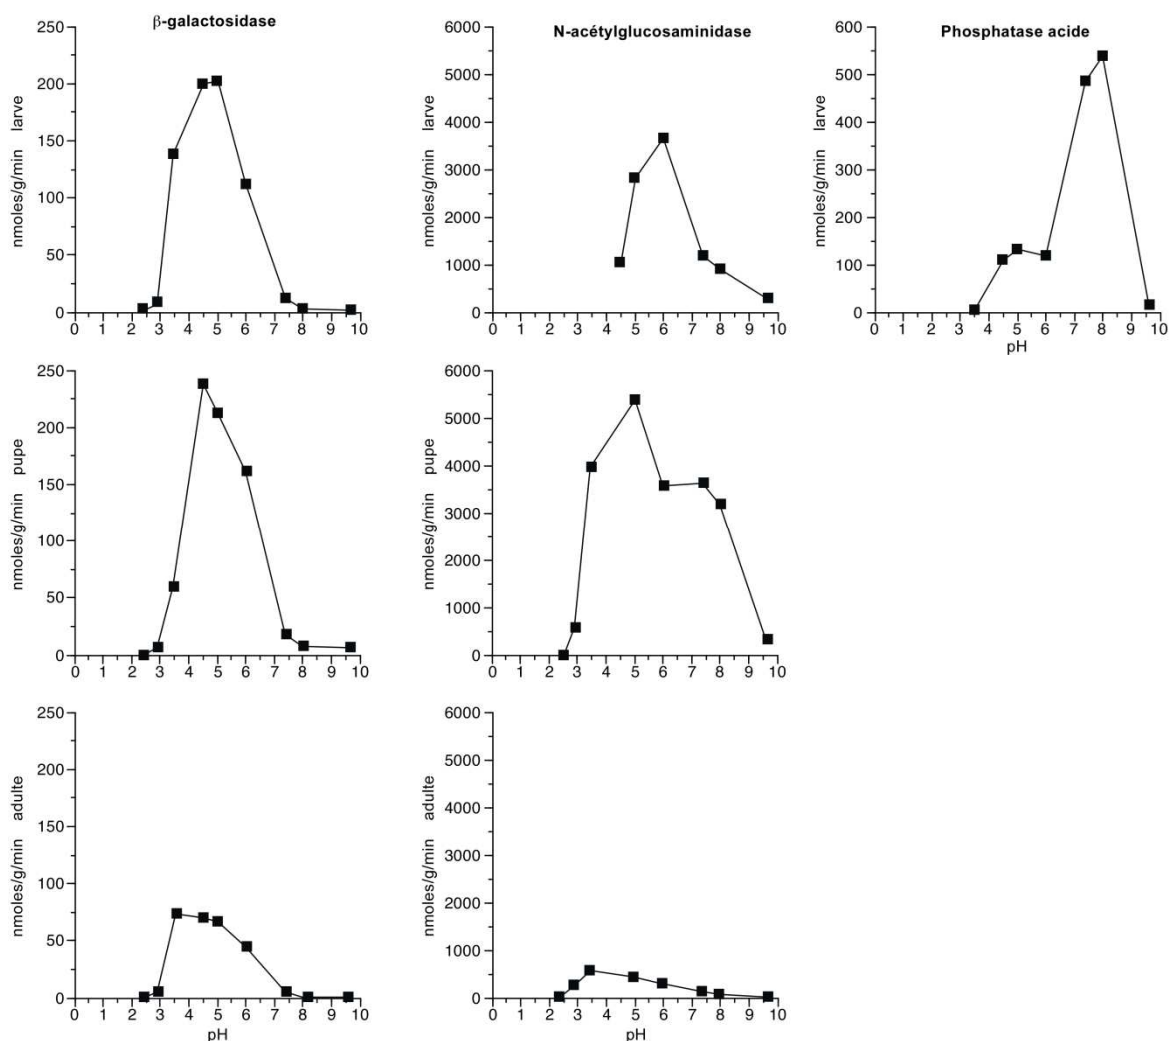 β-galactosidase
nmoles/g/min larve
250
200
150
100
50
0
0 1 2 3 4 5 6 7 8 9 10
N-acétylglucosaminidase
nmoles/g/min larve
6000
5000
4000
3000
2000
1000
0
0 1 2 3 4 5 6 7 8 9 10
Phosphatase acide
nmoles/g/min larve
600
500
400
300
200
100
0
0 1 2 3 4 5 6 7 8 9 10
pH
nmoles/g/min pupe
250
200
150
100
50
0
0 1 2 3 4 5 6 7 8 9 10
nmoles/g/min pupe
6000
5000
4000
3000
2000
1000
0
0 1 2 3 4 5 6 7 8 9 10
nmoles/g/min adulte
250
200
150
100
50
0
0 1 2 3 4 5 6 7 8 9 10
pH
nmoles/g/min adulte
6000
5000
4000
3000
2000
1000
0
0 1 2 3 4 5 6 7 8 9 10
pH